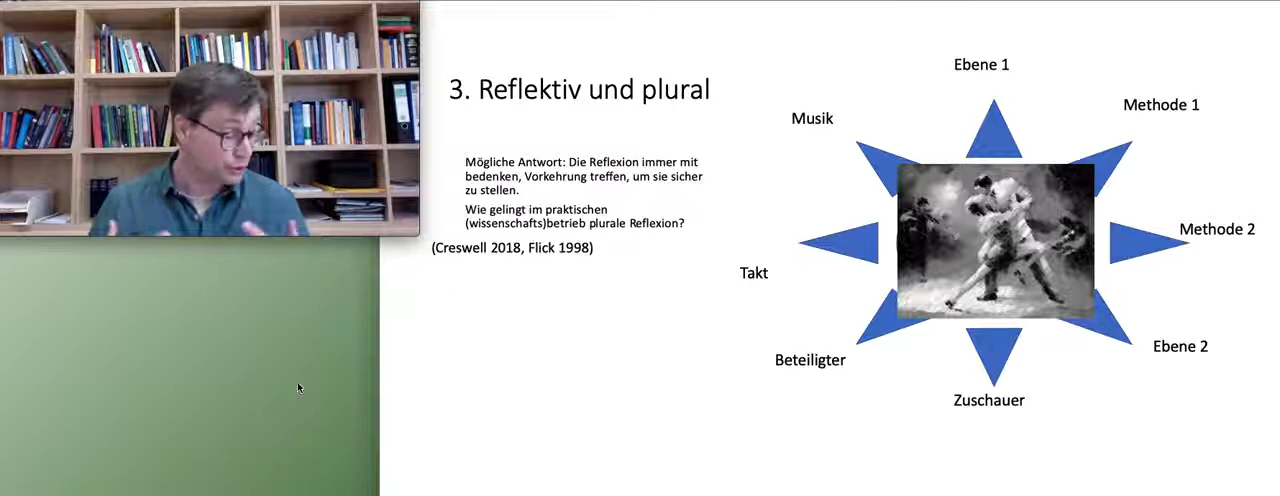 3. Reflektiv und plural
Mögliche Antwort: Die Reflexion immer mit
bedenken, Vorkehrung treffen, um sie sicher
zu stellen.
Wie gelingt im praktischen
(wissenschafts)betrieb plurale Reflexion?
(Creswell 2018, Flick 1998)
Ebene 1
Musik
Methode 1
Methode 2
Takt
Ebene 2
Beteiligter
Zuschauer